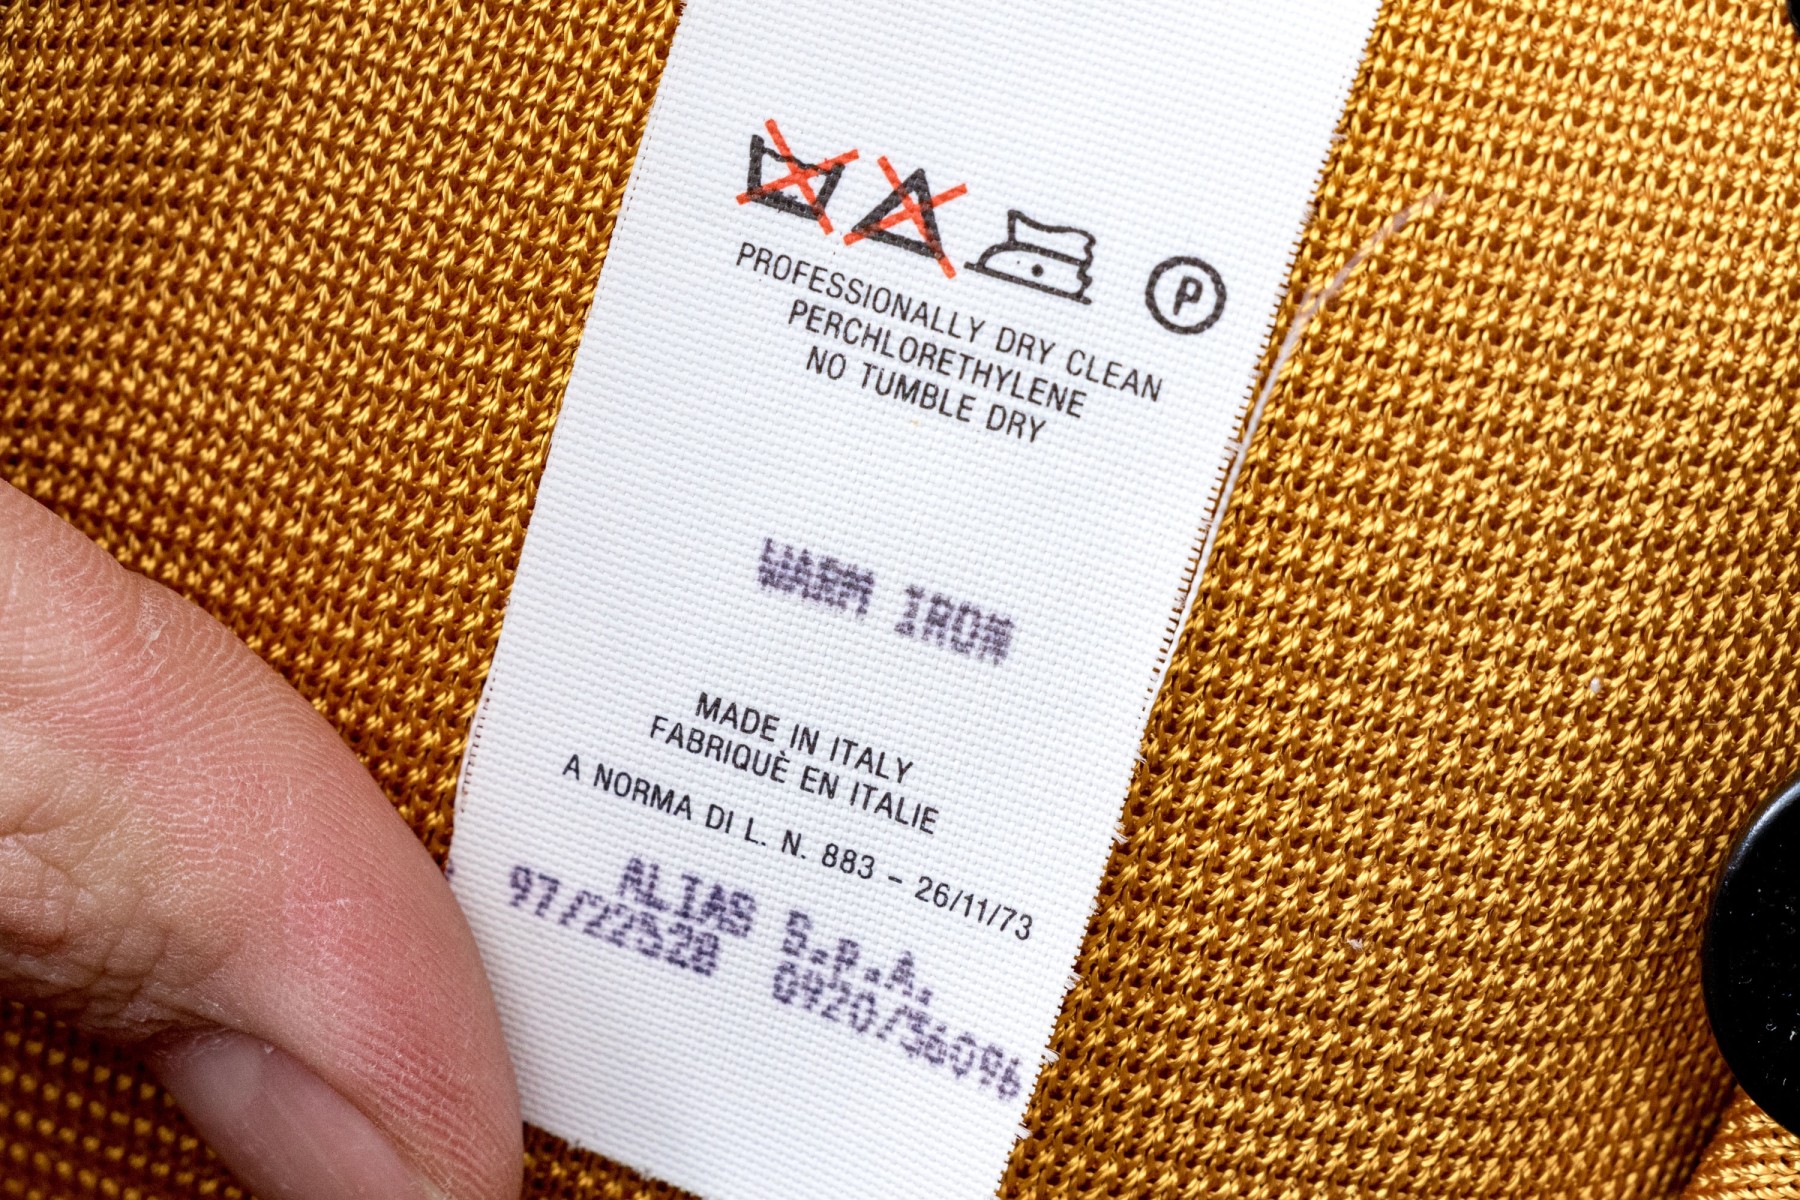 P
PROFESSIONALLY DRY CLEAN
PERCHLORETHYLENE
NO TUMBLE DRY
WARM IRON
MADE IN ITALY
FABRIQUÈ EN ITALIE
A NORMA DI L. N. 883 - 26/11/73
ALIAS S.P.A.
97/22528 0920/36096